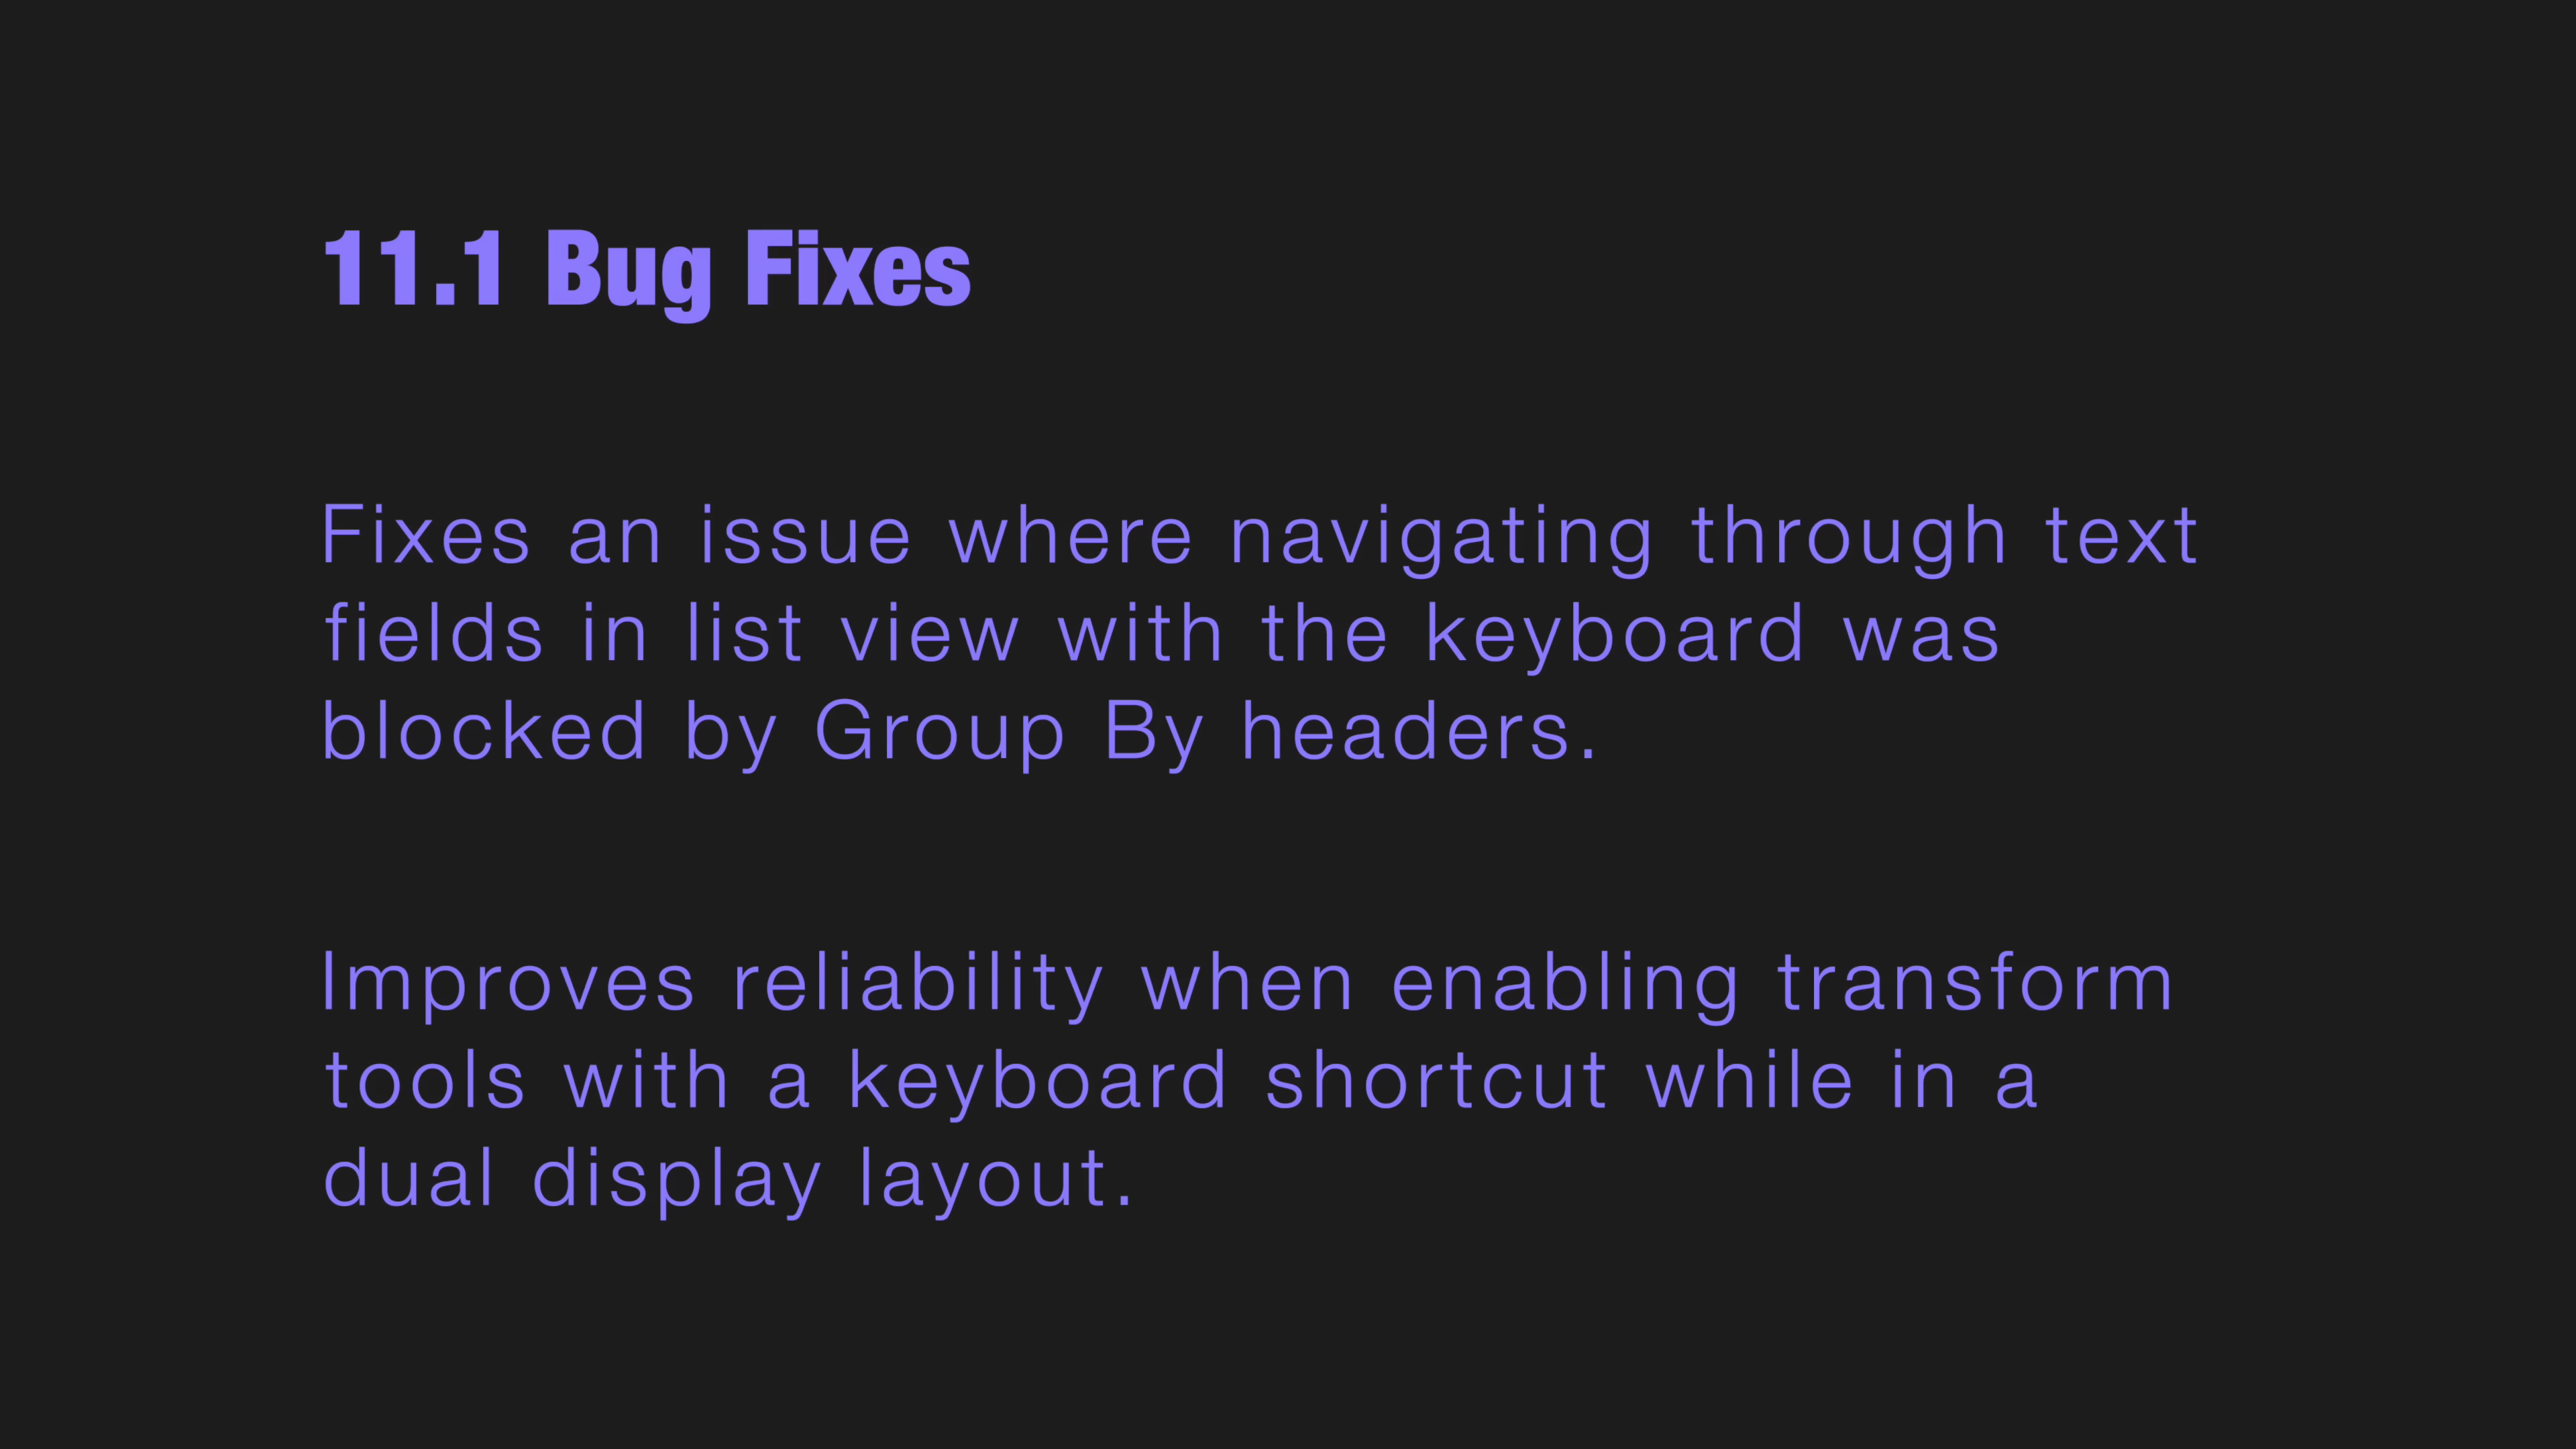 11.1 Bug Fixes
Fixes an issue where navigating through text
fields in list view with the keyboard was
blocked by Group By headers.
Improves reliability when enabling transform
tools with a keyboard shortcut while in a
dual display layout.